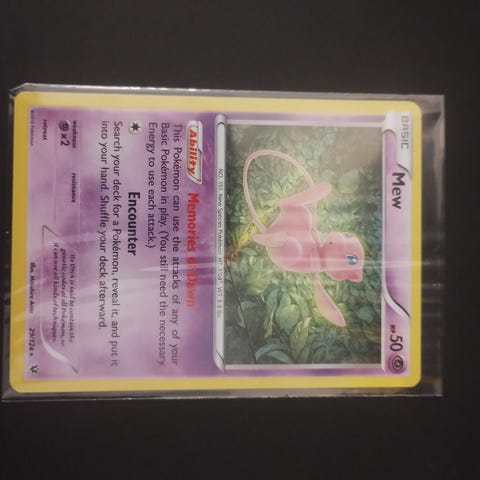 BASIC
Mew
HP 50
NO. 151 New Species Pokémon HT: 1'04" WT: 8.8 lbs.
Ability Memories of Dawn
This Pokémon can use the attacks of any of your
Basic Pokémon in play. (You still need the necessary
Energy to use each attack.)
Encounter
Search your deck for a Pokémon, reveal it, and put it
into your hand. Shuffle your deck afterward.
weakness
×2
resistance
retreat
Its DNA is said to contain the
genetic codes of all Pokémon, so
it can use all kinds of techniques.
©2016 Pokémon
Illus.
29/124